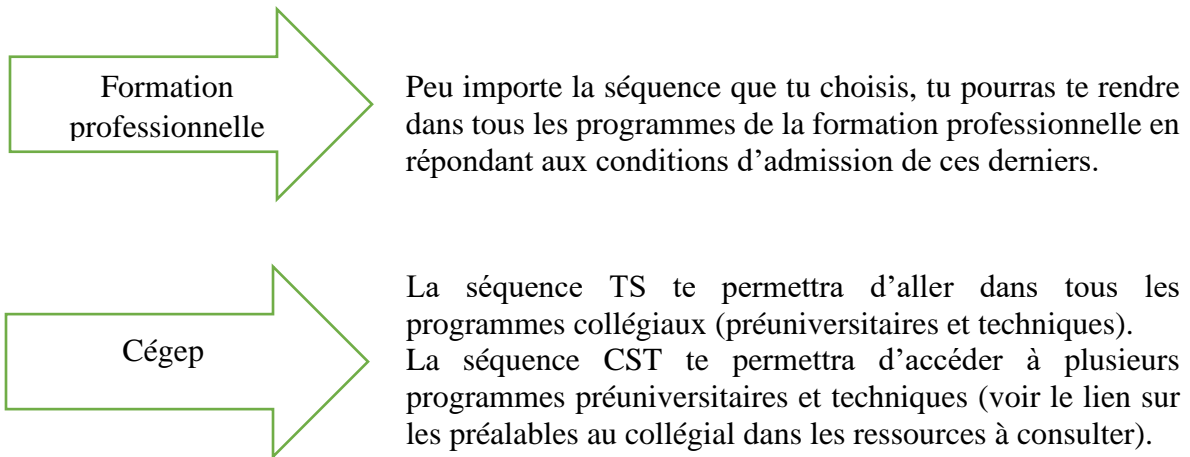 Formation
professionnelle
Peu importe la séquence que tu choisis, tu pourras te rendre
dans tous les programmes de la formation professionnelle en
répondant aux conditions d’admission de ces derniers.
Cégep
La séquence TS te permettra d’aller dans tous les
programmes collégiaux (préuniversitaires et techniques).
La séquence CST te permettra d’accéder à plusieurs
programmes préuniversitaires et techniques (voir le lien sur
les préalables au collégial dans les ressources à consulter).